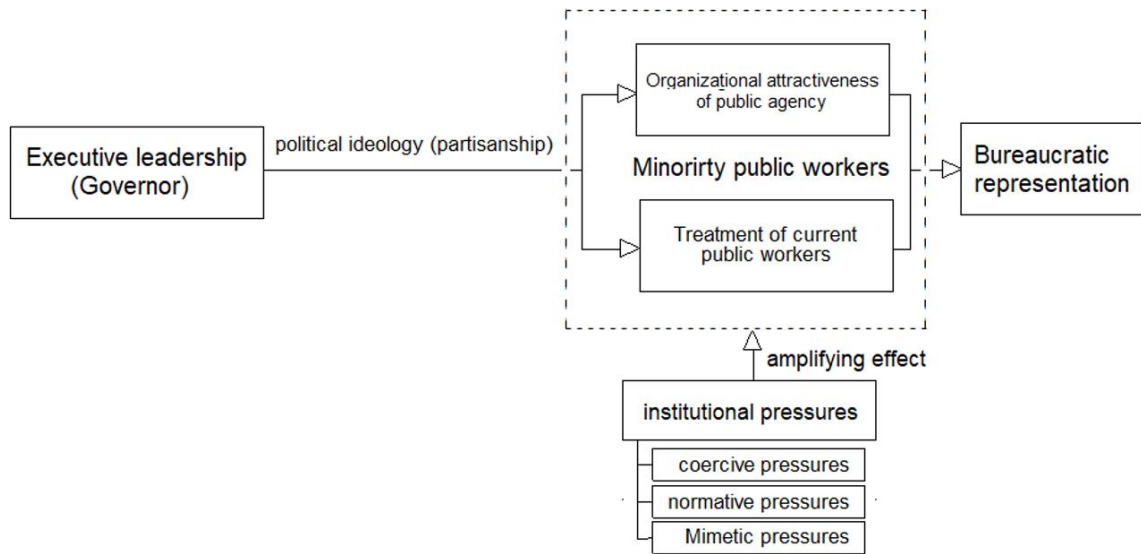 Executive leadership
(Governor)
political ideology (partisanship)
Organizational attractiveness
of public agency
Minorirty public workers
Treatment of current
public workers
Bureaucratic
representation
amplifying effect
institutional pressures
coercive pressures
normative pressures
Mimetic pressures